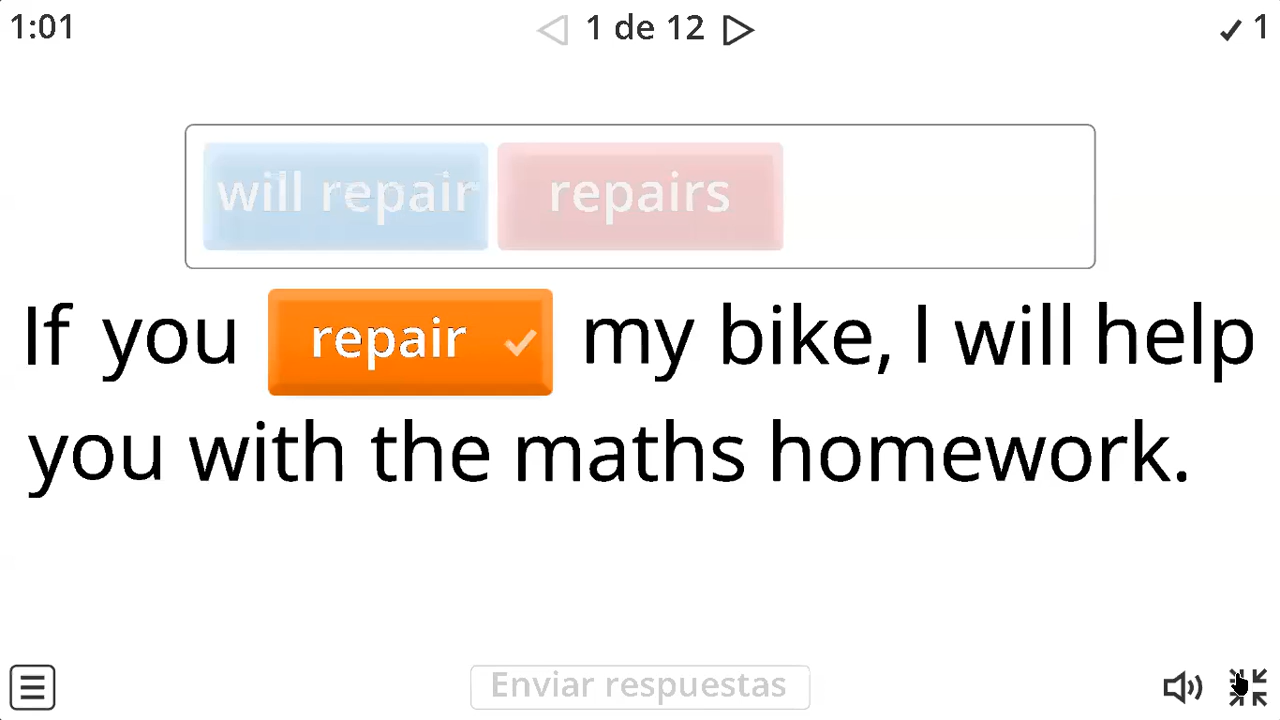 1:01 1 de 12 ✓ 1
will repair repairs
If you repair ✓ my bike, I will help
you with the maths homework.
Enviar respuestas